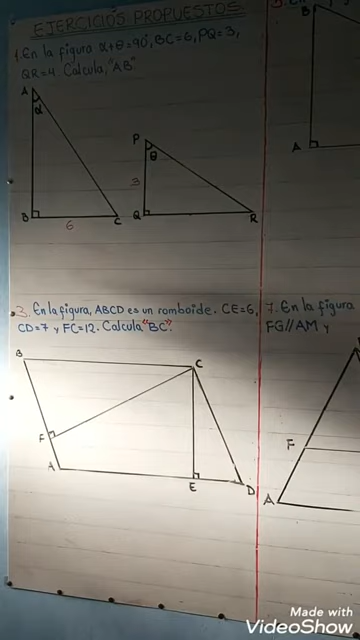 EJERCICIOS PROPUESTOS
1. En la figura α+θ=90°, BC=6, PQ=3,
QR=4. Calcula, "AB".
A
α
B
6
C
P
θ
3
Q
R
B
A
3. En la figura, ABCD es un romboide. CE=6,
CD=7 y FC=12. Calcula "BC".
B
C
F
A
E
D
7. En la figura
FG//AM y
F
A
Made with
VideoShow